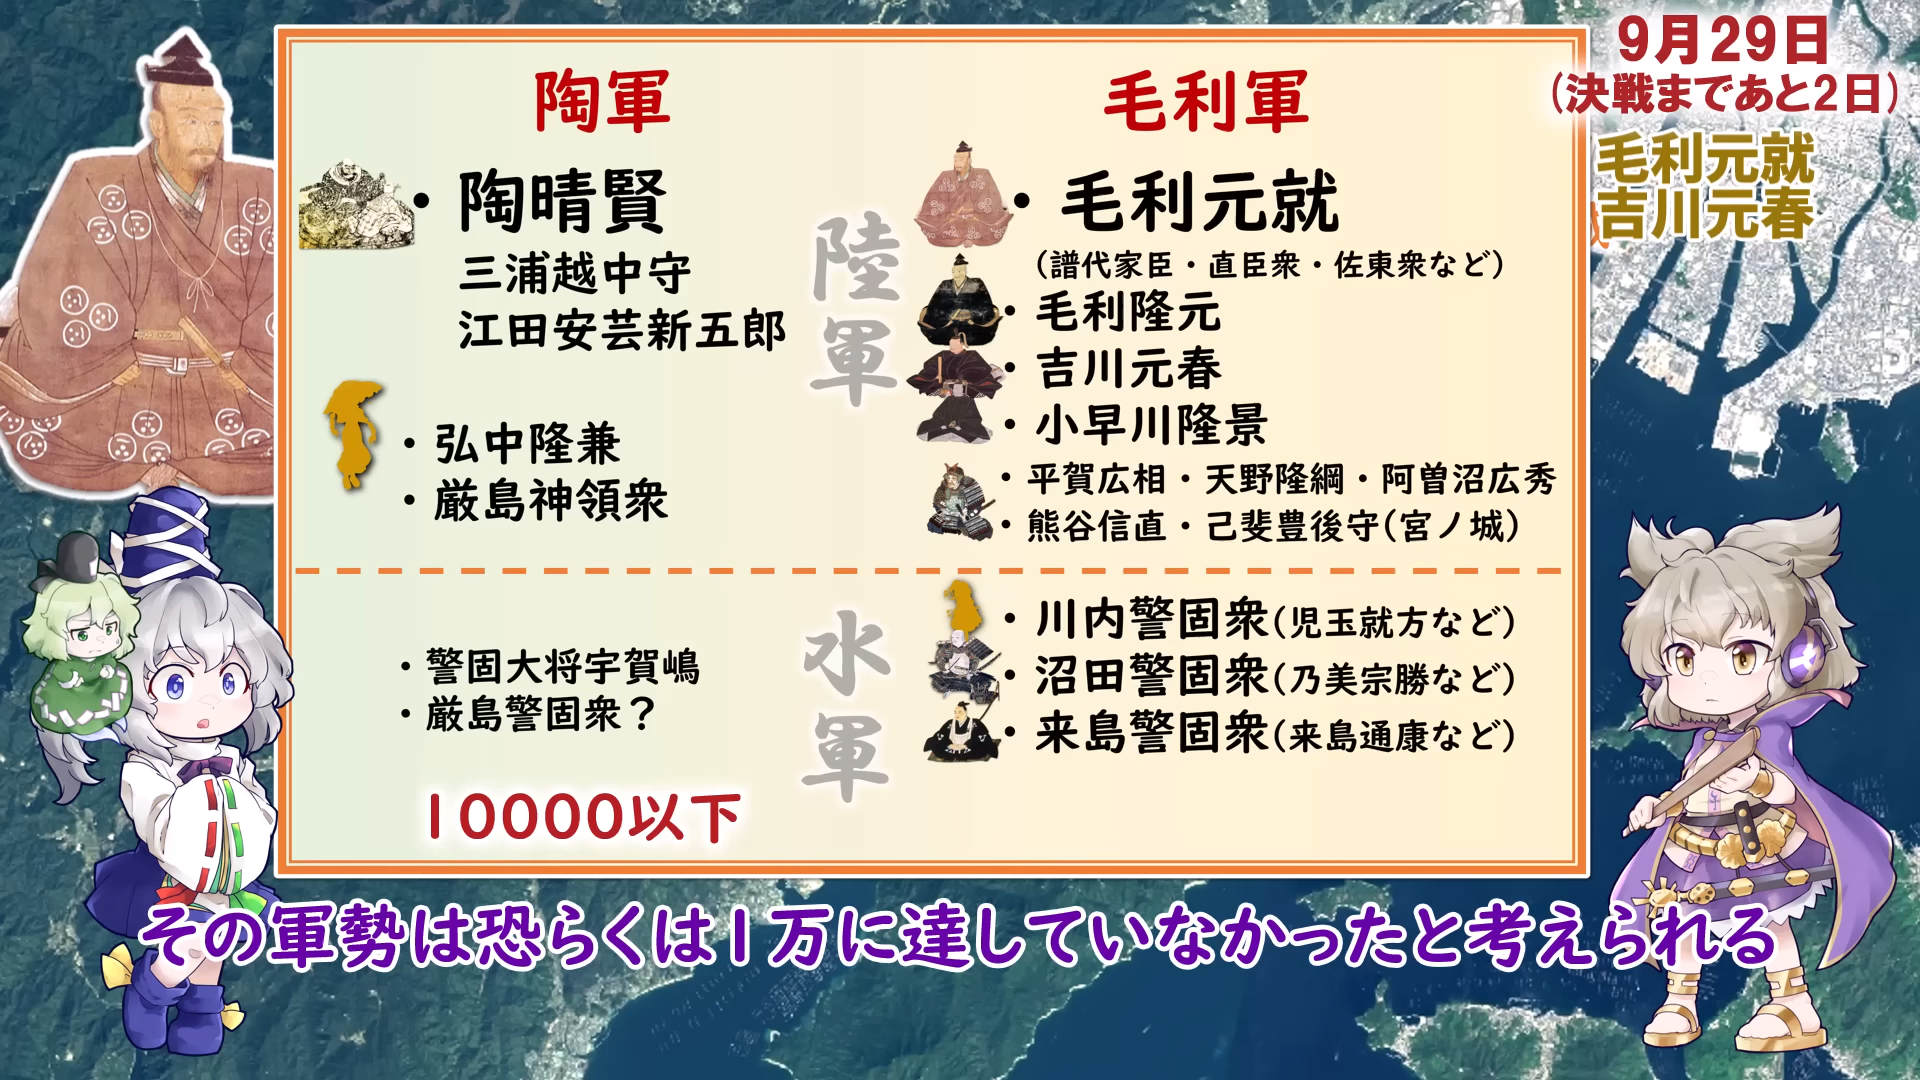 9月29日
(決戦まであと2日)
毛利元就
吉川元春
陶軍
・陶晴賢
三浦越中守
江田安芸新五郎
・弘中隆兼
・厳島神領衆
・警固大将宇賀嶋
・厳島警固衆？
10000以下
陸軍
水軍
毛利軍
・毛利元就
(譜代家臣・直臣衆・佐東衆など)
・毛利隆元
・吉川元春
・小早川隆景
・平賀広相・天野隆綱・阿曽沼広秀
・熊谷信直・己斐豊後守(宮ノ城)
・川内警固衆(児玉就方など)
・沼田警固衆(乃美宗勝など)
・来島警固衆(来島通康など)
その軍勢は恐らくは1万に達していなかったと考えられる